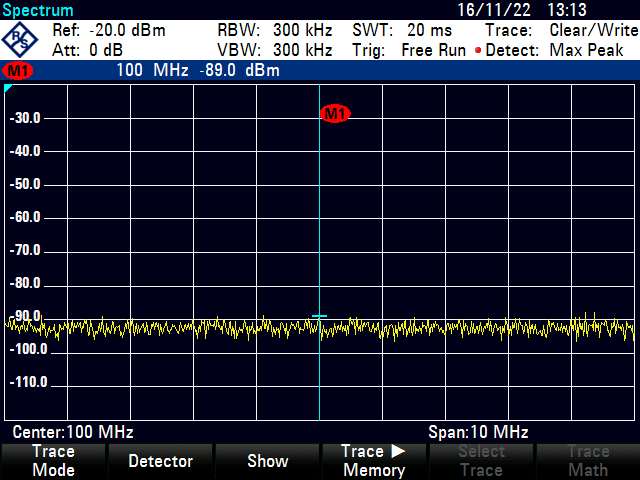 Spectrum 16/11/22 13:13
Ref: -20.0 dBm RBW: 300 kHz SWT: 20 ms Trace: Clear/Write
Att: 0 dB VBW: 300 kHz Trig: Free Run Detect: Max Peak
M1 100 MHz -89.0 dBm
M1
-30.0
-40.0
-50.0
-60.0
-70.0
-80.0
-90.0
-100.0
-110.0
Center:100 MHz Span:10 MHz
Trace Mode Detector Show Trace ▶ Memory Select Trace Trace Math